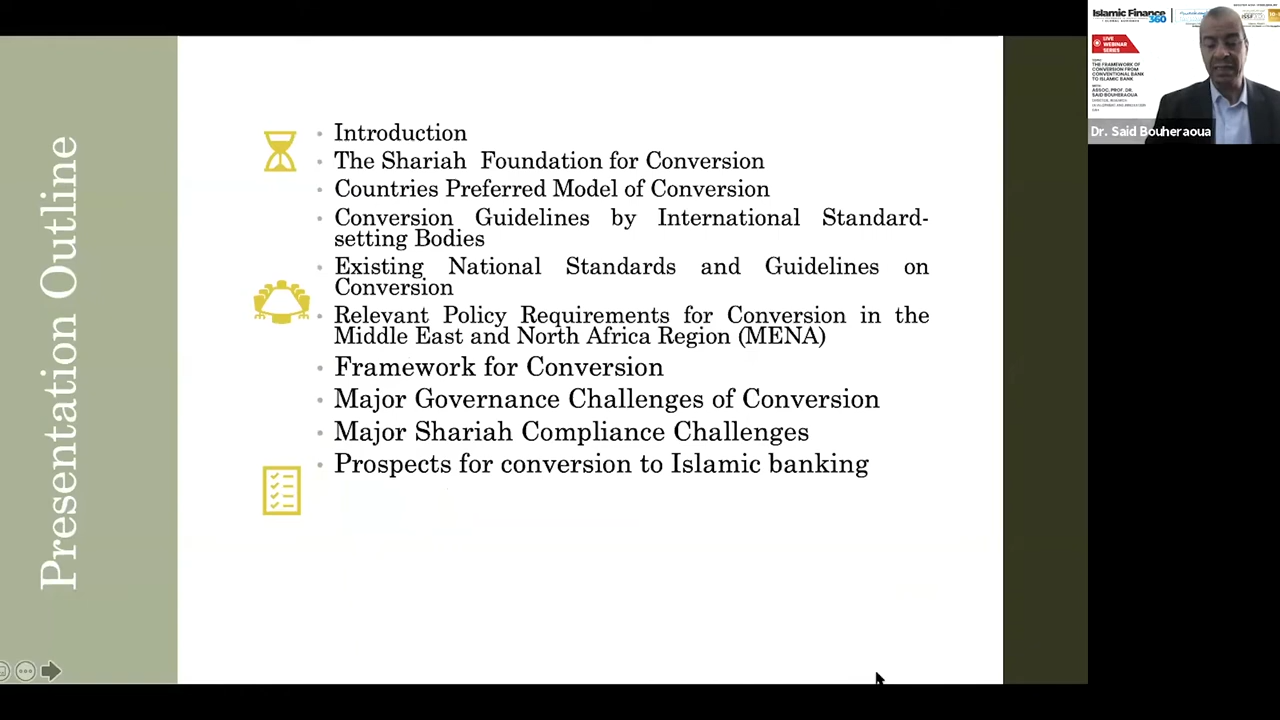 Presentation Outline
Introduction
The Shariah Foundation for Conversion
Countries Preferred Model of Conversion
Conversion Guidelines by International Standard-
setting Bodies
Existing National Standards and Guidelines on
Conversion
Relevant Policy Requirements for Conversion in the
Middle East and North Africa Region (MENA)
Framework for Conversion
Major Governance Challenges of Conversion
Major Shariah Compliance Challenges
Prospects for conversion to Islamic banking
Islamic Finance
360
LIVE
WEBINAR
SERIES
THE FRAMEWORK OF
CONVERSION FROM
CONVENTIONAL BANK
TO ISLAMIC BANK
ASSOC. PROF. DR.
SAID BOUHERAOUA
Dr. Said Bouheraoua